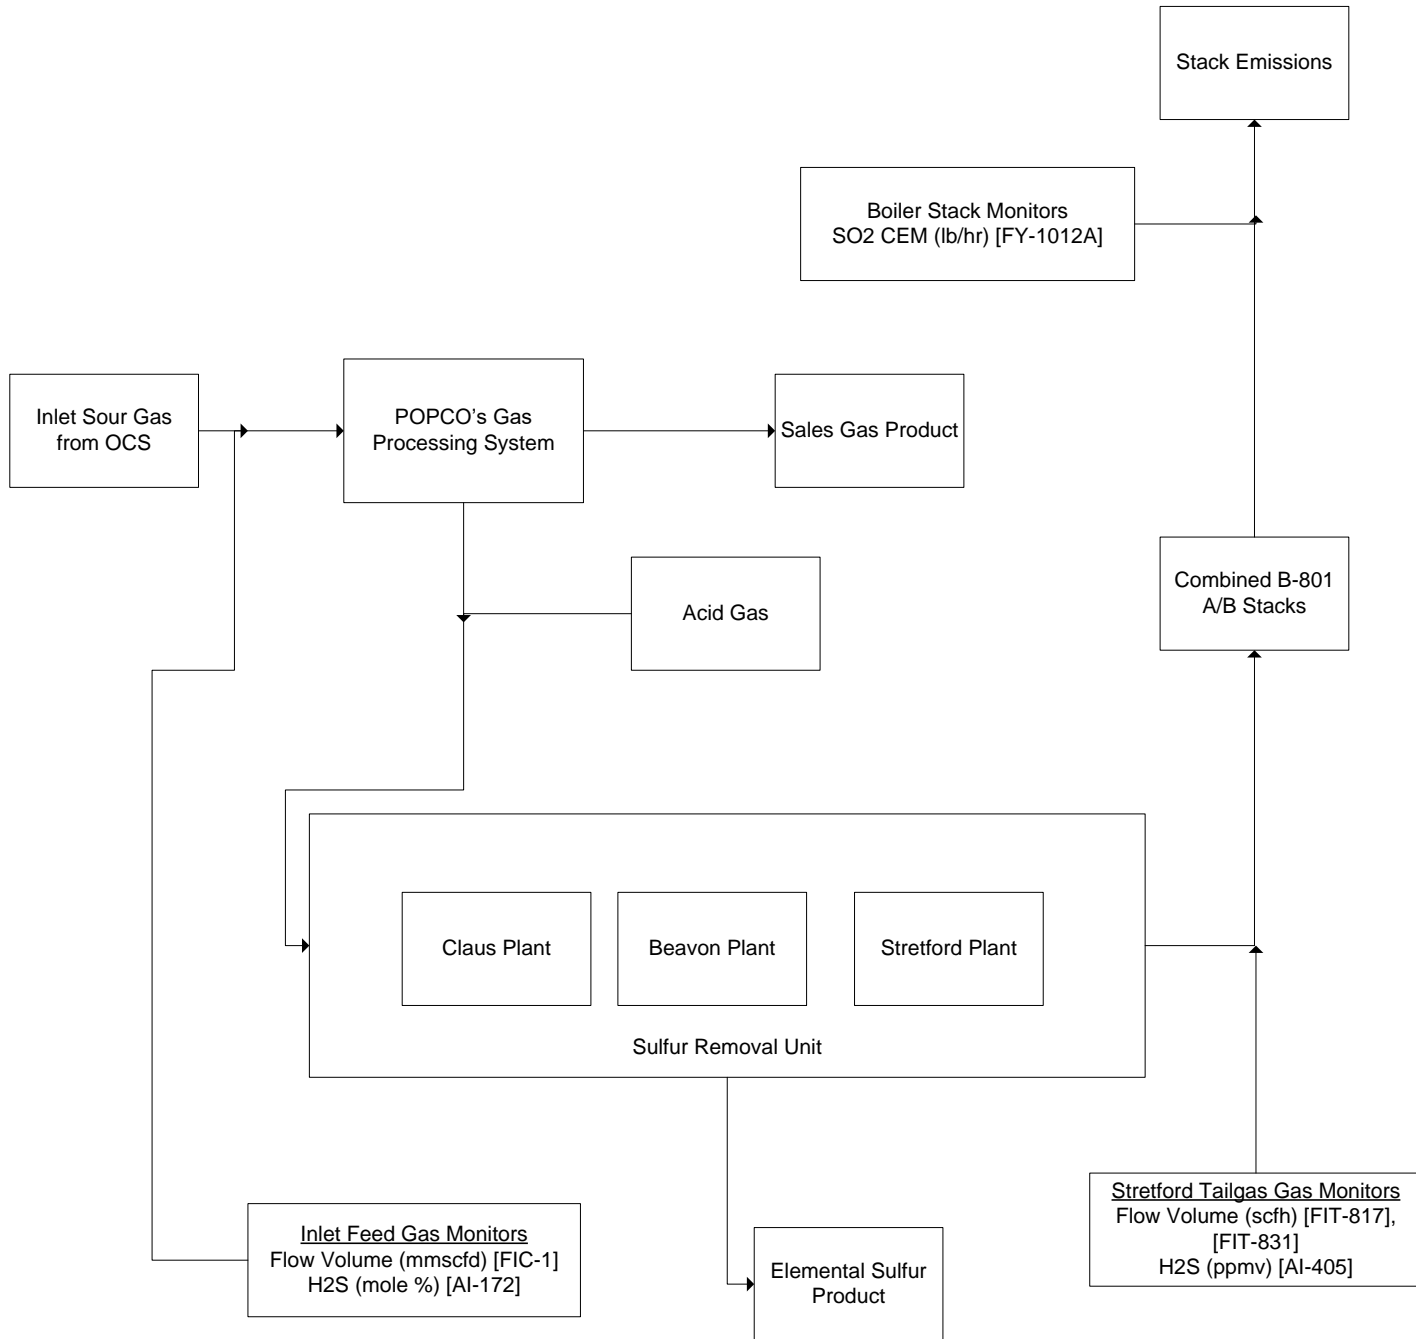 Stack Emissions
Boiler Stack Monitors
SO2 CEM (lb/hr) [FY-1012A]
Inlet Sour Gas
from OCS
POPCO’s Gas
Processing System
Sales Gas Product
Acid Gas
Combined B-801
A/B Stacks
Claus Plant
Beavon Plant
Stretford Plant
Sulfur Removal Unit
Inlet Feed Gas Monitors
Flow Volume (mmscfd) [FIC-1]
H2S (mole %) [AI-172]
Elemental Sulfur
Product
Stretford Tailgas Gas Monitors
Flow Volume (scfh) [FIT-817],
[FIT-831]
H2S (ppmv) [AI-405]